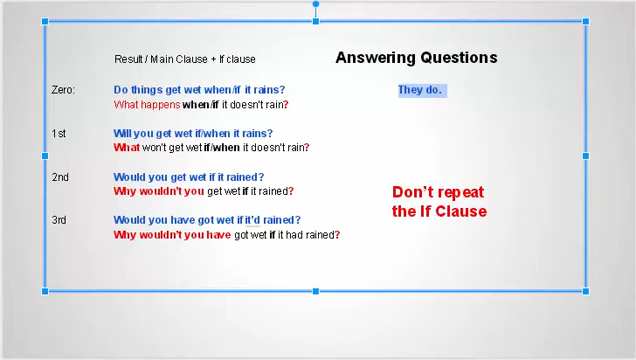 Result / Main Clause + If clause
Answering Questions
Zero: Do things get wet when/if it rains? They do.
What happens when/if it doesn't rain?
1st Will you get wet if/when it rains?
What won't get wet if/when it doesn't rain?
2nd Would you get wet if it rained?
Why wouldn't you get wet if it rained?
Don't repeat
the If Clause
3rd Would you have got wet if it'd rained?
Why wouldn't you have got wet if it had rained?